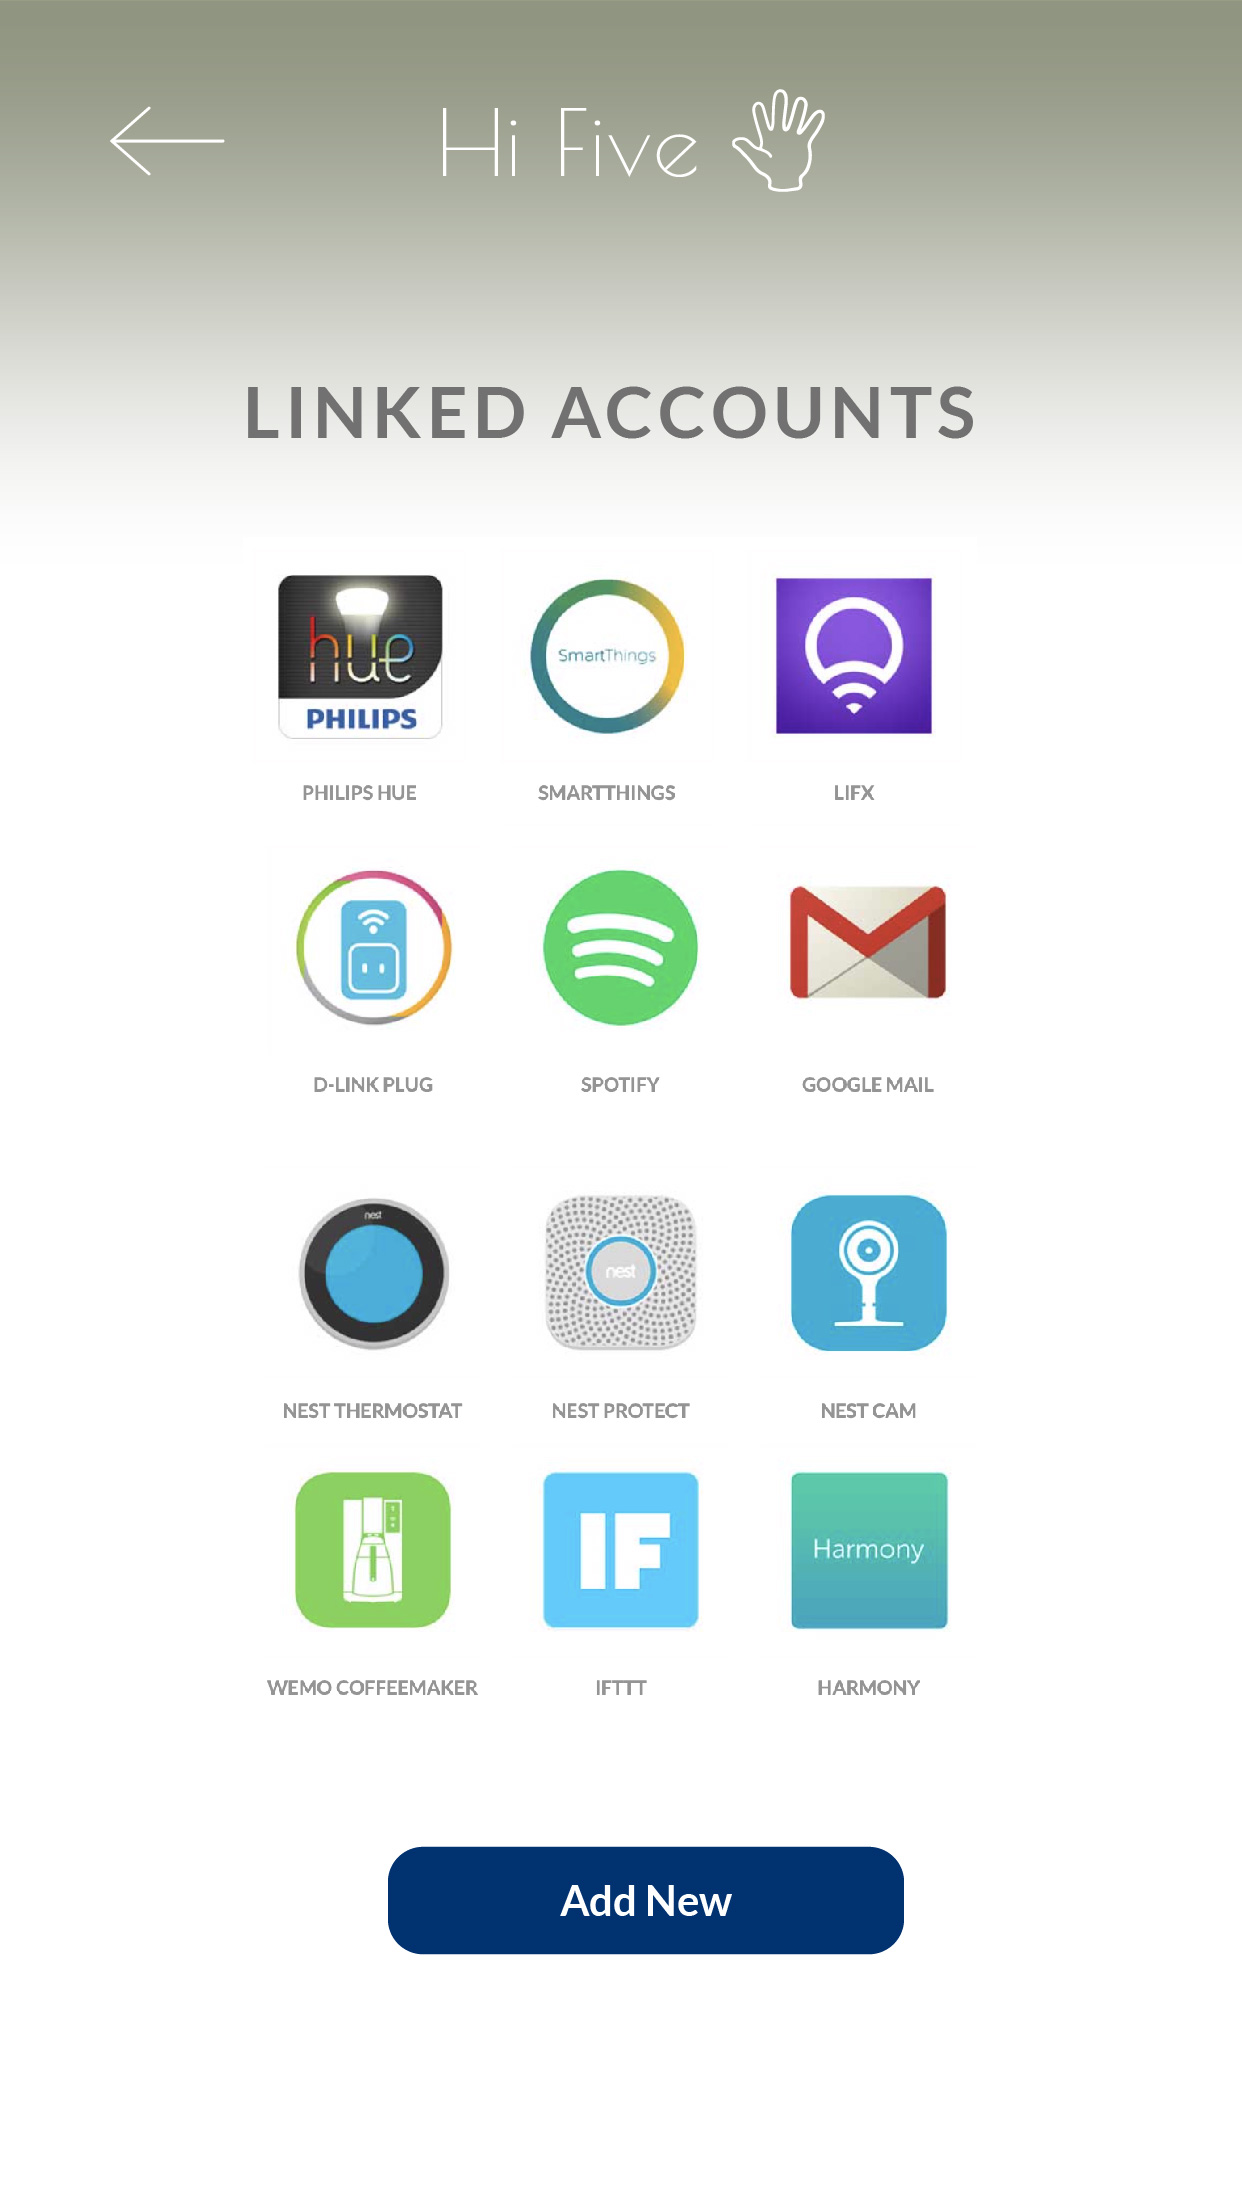 Hi Five
LINKED ACCOUNTS
hue
PHILIPS
SmartThings
PHILIPS HUE
SMARTTHINGS
LIFX
D-LINK PLUG
SPOTIFY
GOOGLE MAIL
nest
nest
NEST THERMOSTAT
NEST PROTECT
NEST CAM
IF
Harmony
WEMO COFFEEMAKER
IFTTT
HARMONY
Add New